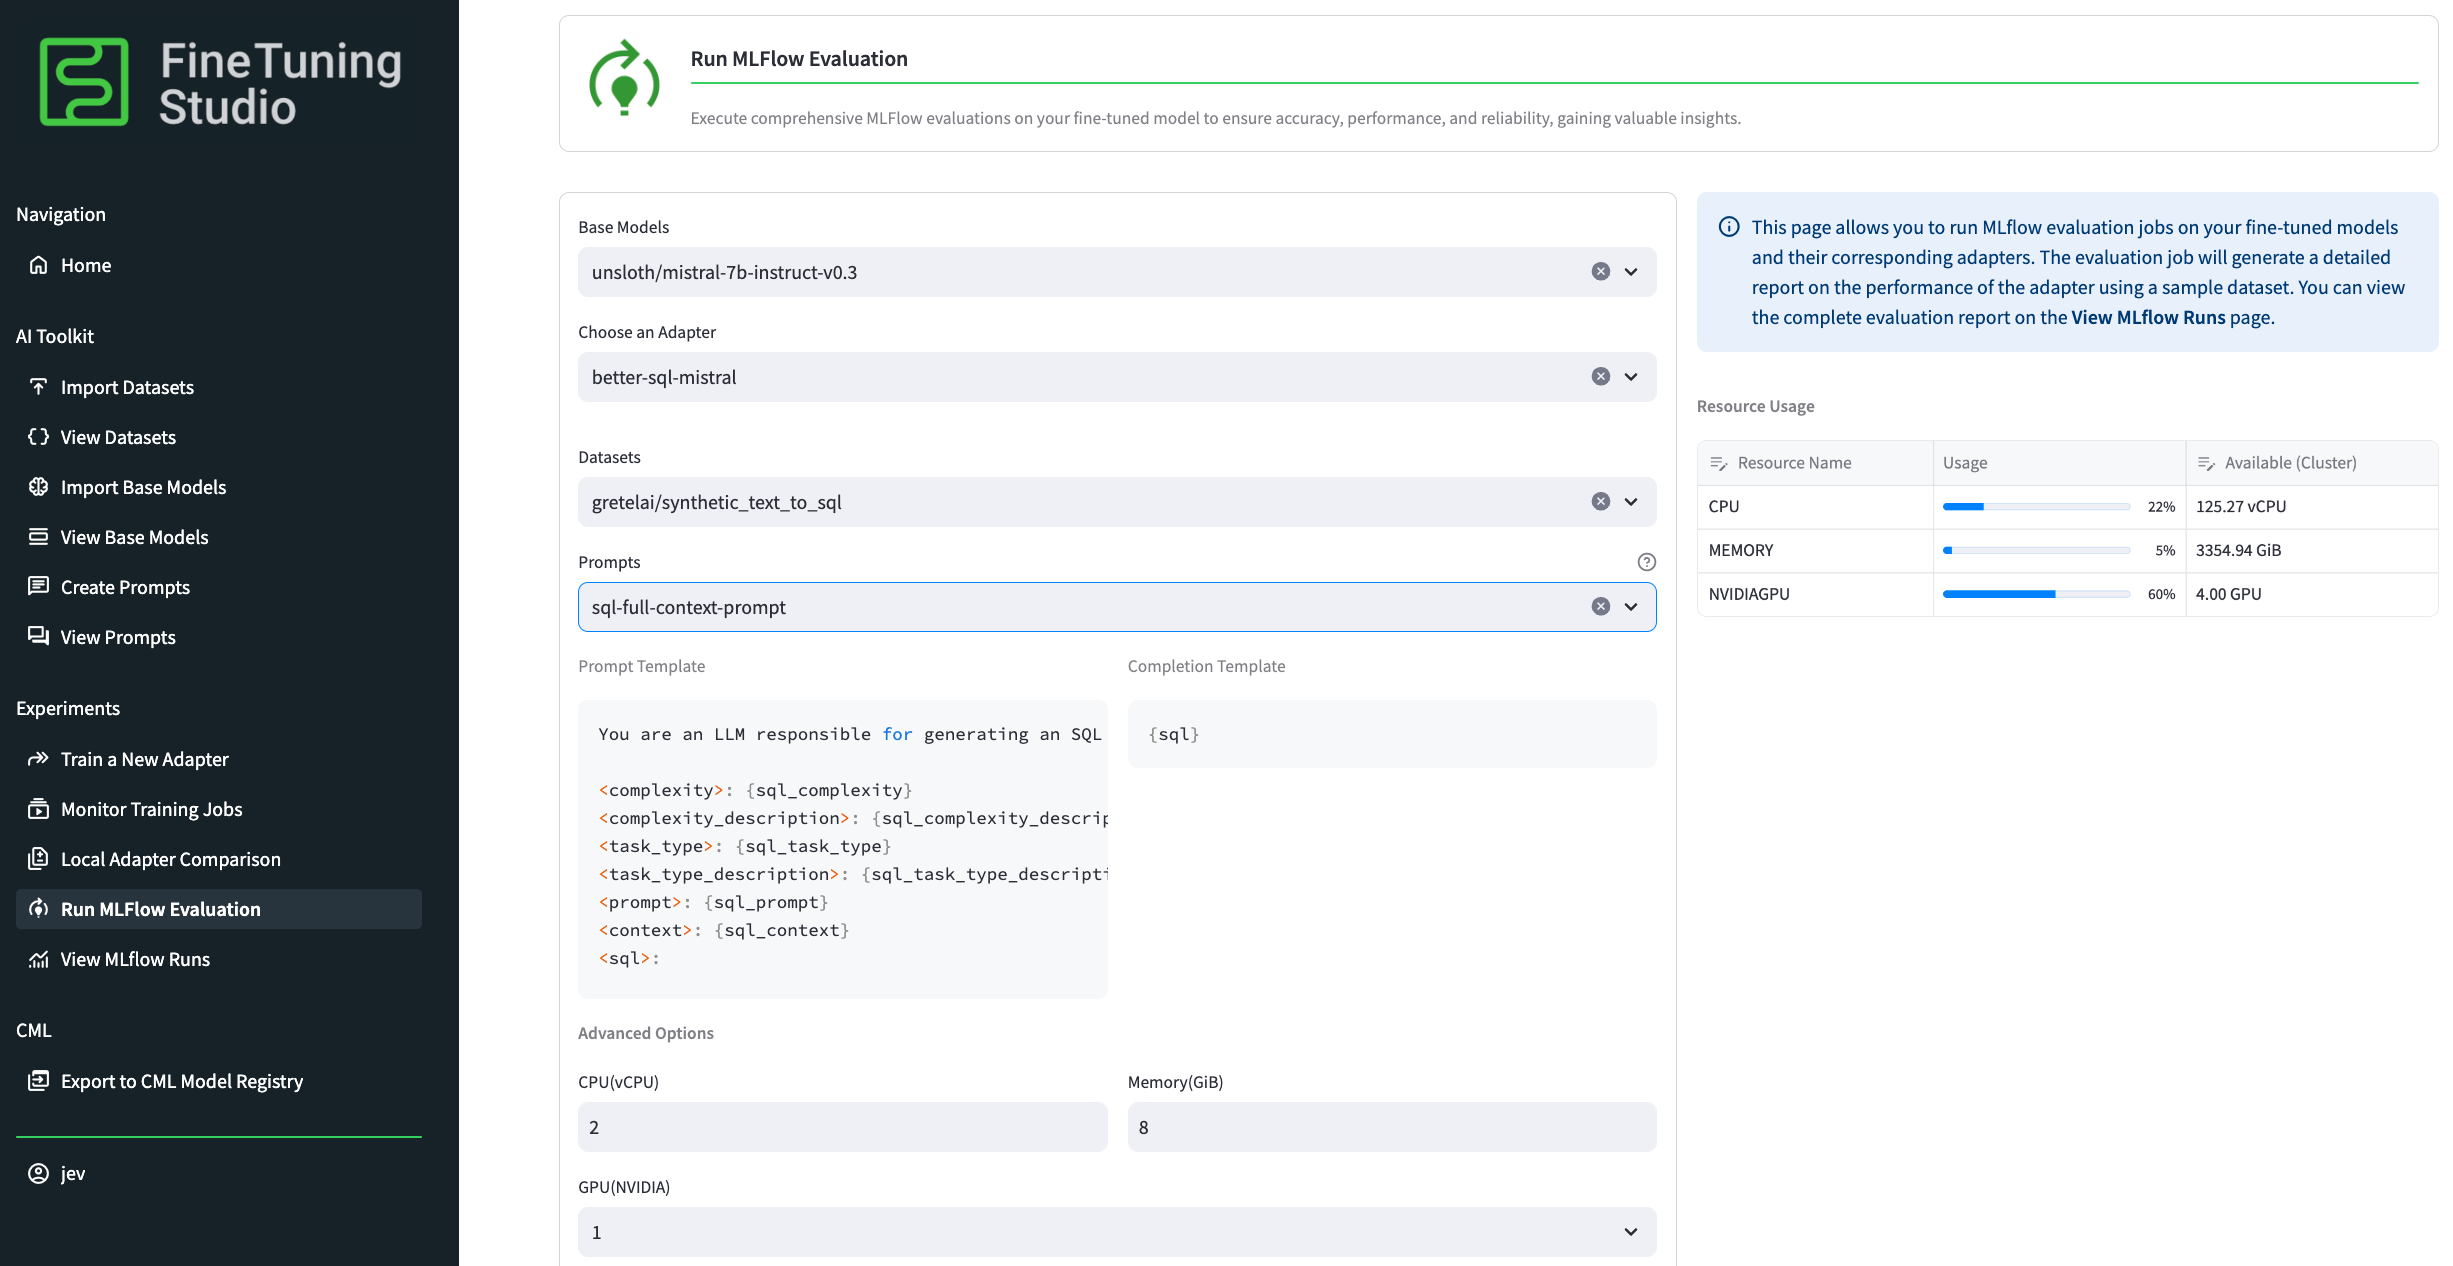 FineTuning
Studio
Navigation
Home
AI Toolkit
Import Datasets
View Datasets
Import Base Models
View Base Models
Create Prompts
View Prompts
Experiments
Train a New Adapter
Monitor Training Jobs
Local Adapter Comparison
Run MLFlow Evaluation
View MLflow Runs
CML
Export to CML Model Registry
jev
Run MLFlow Evaluation
Execute comprehensive MLFlow evaluations on your fine-tuned model to ensure accuracy, performance, and reliability, gaining valuable insights.
Base Models
unsloth/mistral-7b-instruct-v0.3
Choose an Adapter
better-sql-mistral
Datasets
gretelai/synthetic_text_to_sql
Prompts
sql-full-context-prompt
Prompt Template
You are an LLM responsible for generating an SQL
<complexity>: {sql_complexity}
<complexity_description>: {sql_complexity_descrip
<task_type>: {sql_task_type}
<task_type_description>: {sql_task_type_descripti
<prompt>: {sql_prompt}
<context>: {sql_context}
<sql>:
Completion Template
{sql}
Advanced Options
CPU(vCPU)
2
Memory(GiB)
8
GPU(NVIDIA)
1
This page allows you to run MLflow evaluation jobs on your fine-tuned models
and their corresponding adapters. The evaluation job will generate a detailed
report on the performance of the adapter using a sample dataset. You can view
the complete evaluation report on the View MLflow Runs page.
Resource Usage
Resource Name Usage Available (Cluster)
CPU 22% 125.27 vCPU
MEMORY 5% 3354.94 GiB
NVIDIAGPU 60% 4.00 GPU